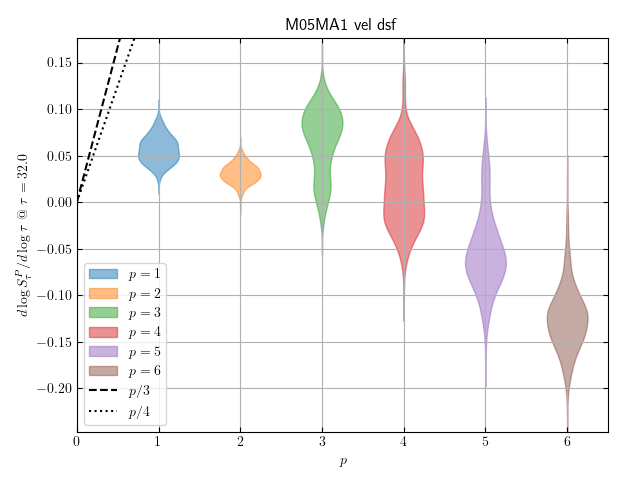 M05MA1 vel dsf
d log S_τ^P / d log τ @ τ = 32.0
0.15
0.10
0.05
0.00
−0.05
−0.10
−0.15
−0.20
p = 1
p = 2
p = 3
p = 4
p = 5
p = 6
p/3
p/4
0 1 2 3 4 5 6
p